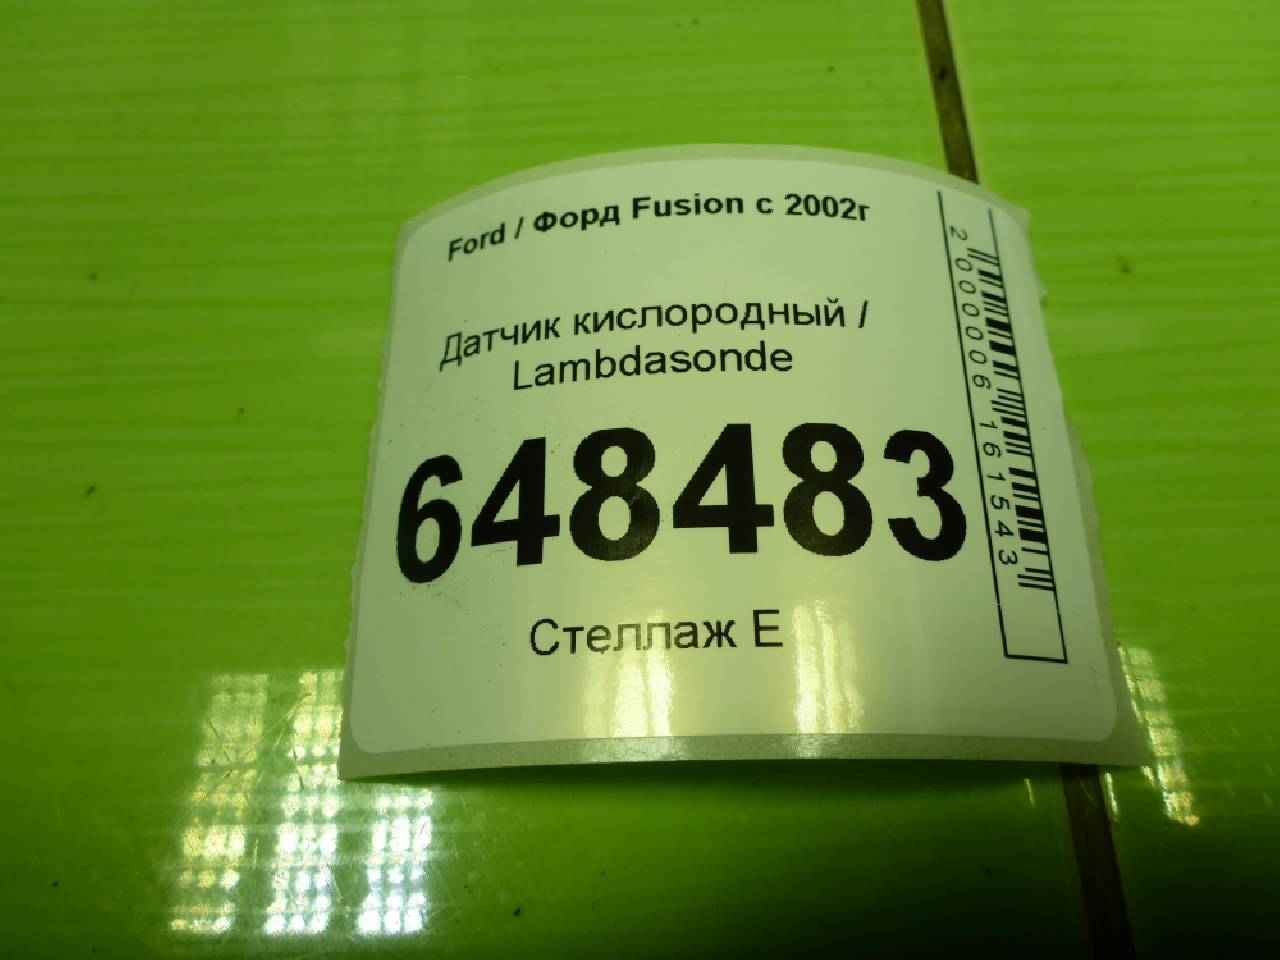 Ford / Форд Fusion с 2002г
Датчик кислородный /
Lambdasonde
648483
Стеллаж Е
2000006161543